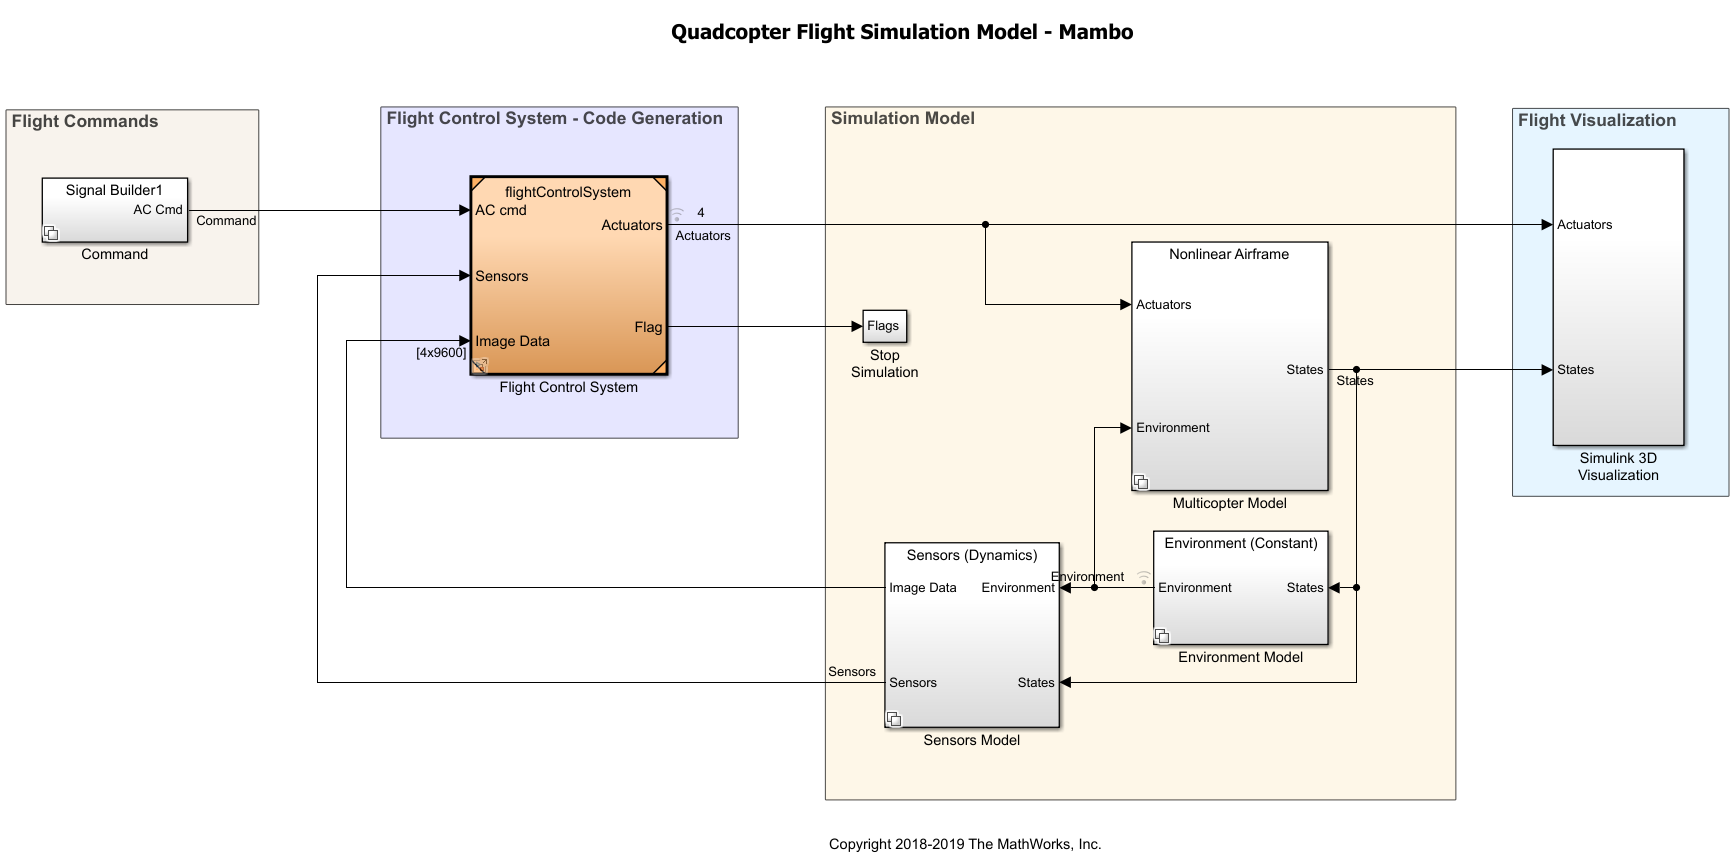 Quadcopter Flight Simulation Model - Mambo
Flight Commands
Signal Builder1
AC Cmd
Command
Command
Flight Control System - Code Generation
flightControlSystem
AC cmd
Actuators
Sensors
Flag
Image Data
[4x9600]
Flight Control System
4
Actuators
Simulation Model
Flags
Stop
Simulation
Nonlinear Airframe
Actuators
States
Environment
Multicopter Model
States
Environment (Constant)
Environment
States
Environment Model
Environment
Sensors (Dynamics)
Image Data
Environment
Sensors
States
Sensors Model
Sensors
Flight Visualization
Actuators
States
Simulink 3D
Visualization
Copyright 2018-2019 The MathWorks, Inc.